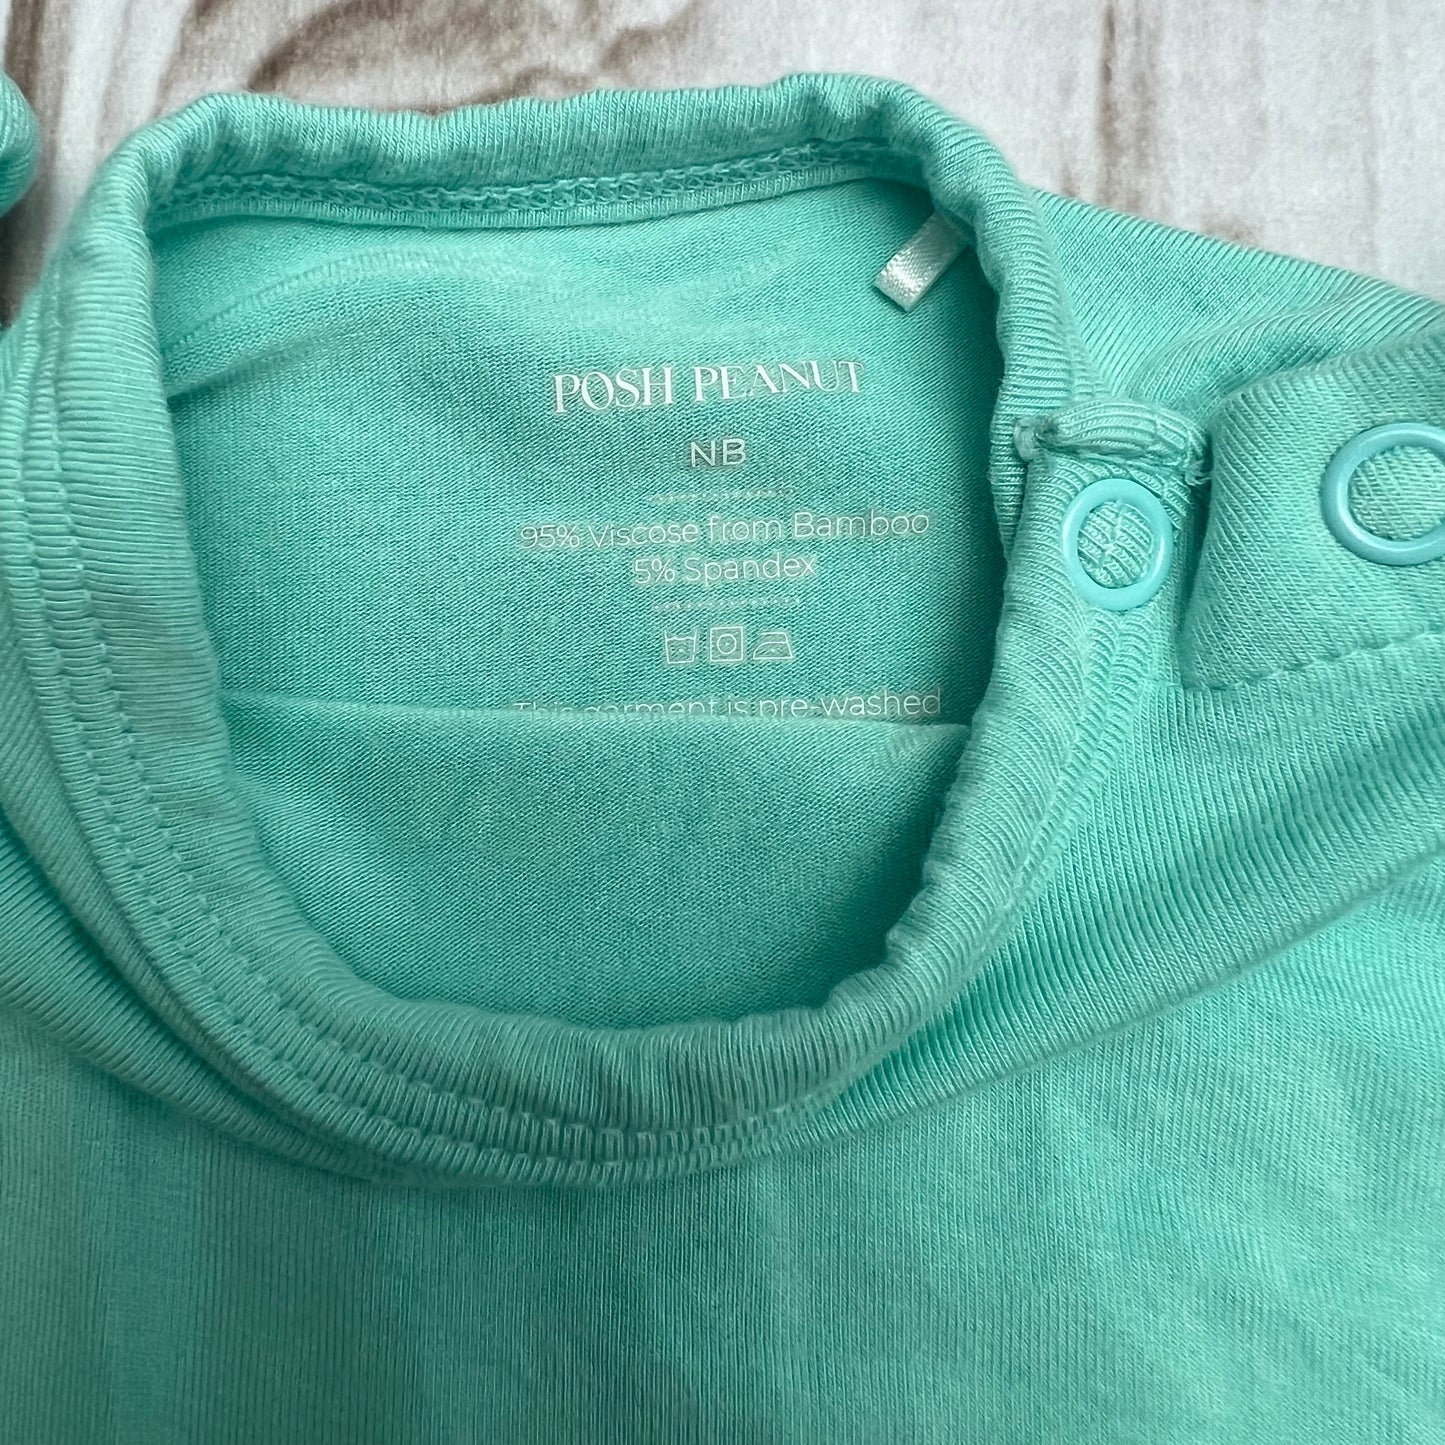 POSH PEANUT
NB
95% Viscose from Bamboo
5% Spandex
This garment is pre-washed